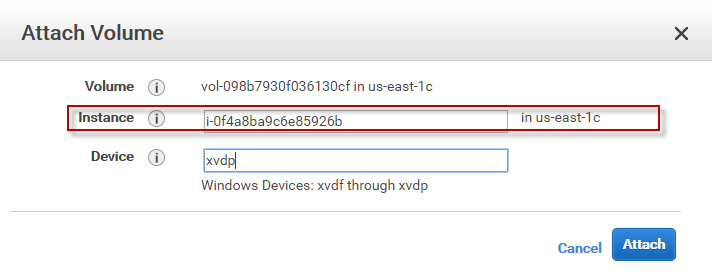 Attach Volume
Volume i vol-098b7930f036130cf in us-east-1c
Instance i i-0f4a8ba9c6e85926b in us-east-1c
Device i xvdp
Windows Devices: xvdf through xvdp
Cancel Attach